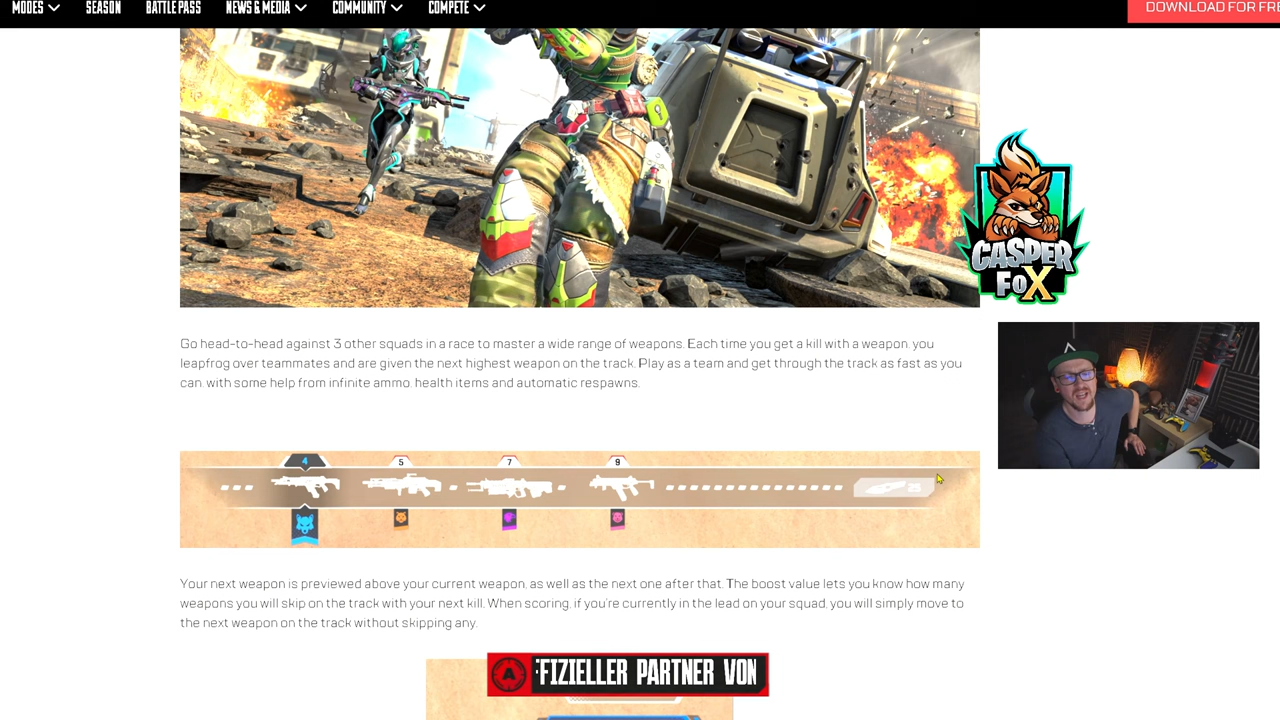 MODES
SEASON
BATTLE PASS
NEWS & MEDIA
COMMUNITY
COMPETE
DOWNLOAD FOR FRE
CASPER
FOX
Go head-to-head against 3 other squads in a race to master a wide range of weapons. Each time you get a kill with a weapon, you
leapfrog over teammates and are given the next highest weapon on the track. Play as a team and get through the track as fast as you
can, with some help from infinite ammo, health items and automatic respawns.
4
5
7
9
25
Your next weapon is previewed above your current weapon, as well as the next one after that. The boost value lets you know how many
weapons you will skip on the track with your next kill. When scoring, if you're currently in the lead on your squad, you will simply move to
the next weapon on the track without skipping any.
FIZIELLER PARTNER VON